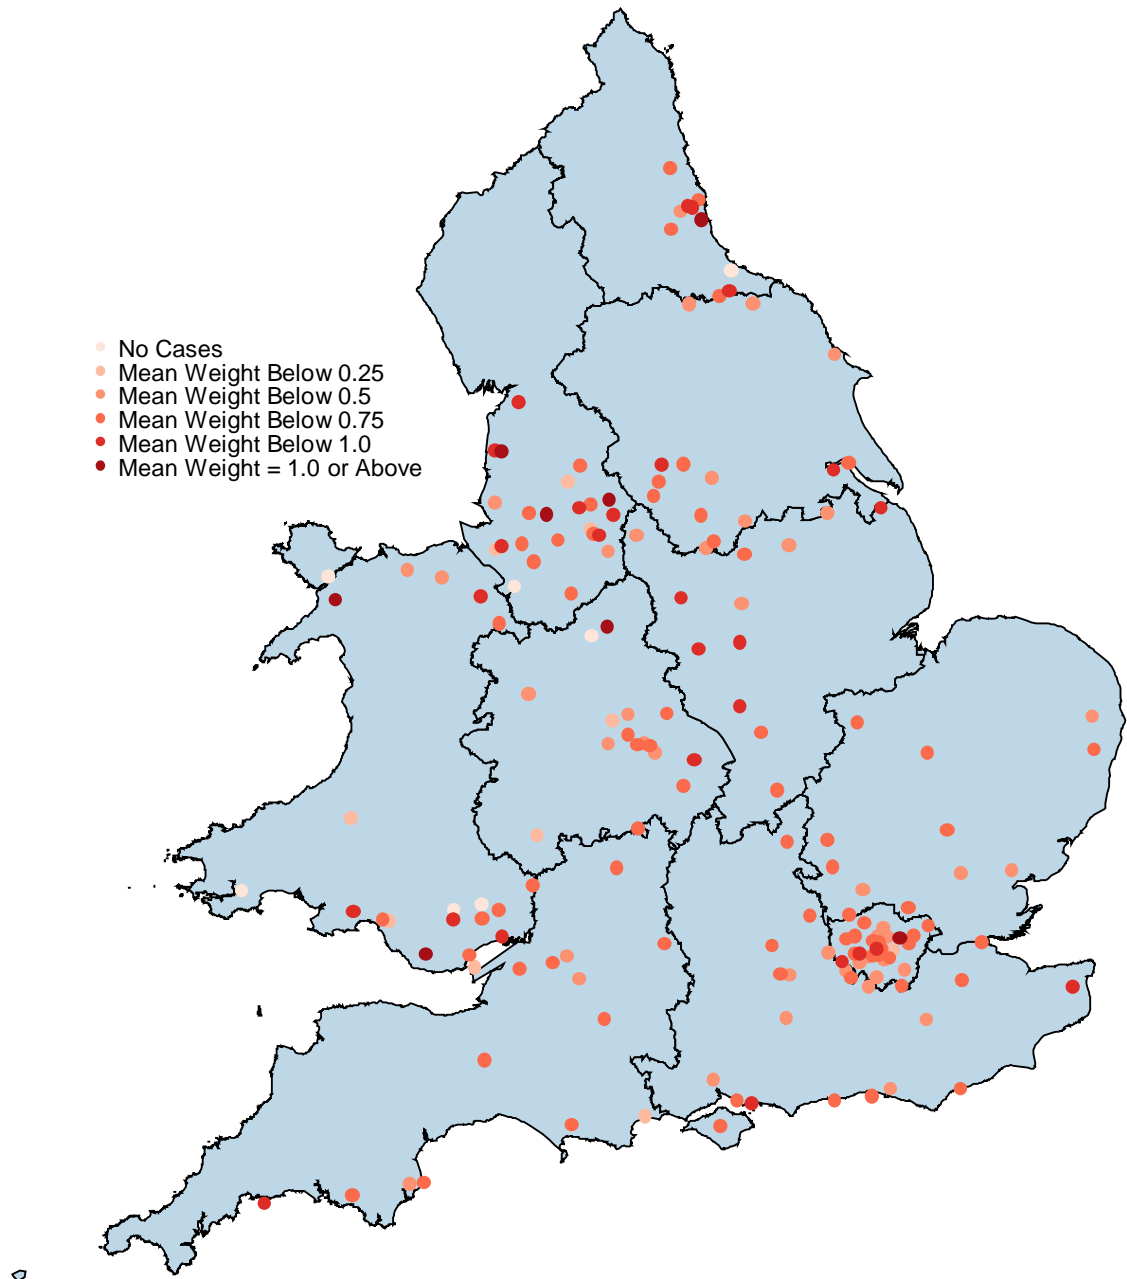 No Cases
Mean Weight Below 0.25
Mean Weight Below 0.5
Mean Weight Below 0.75
Mean Weight Below 1.0
Mean Weight = 1.0 or Above